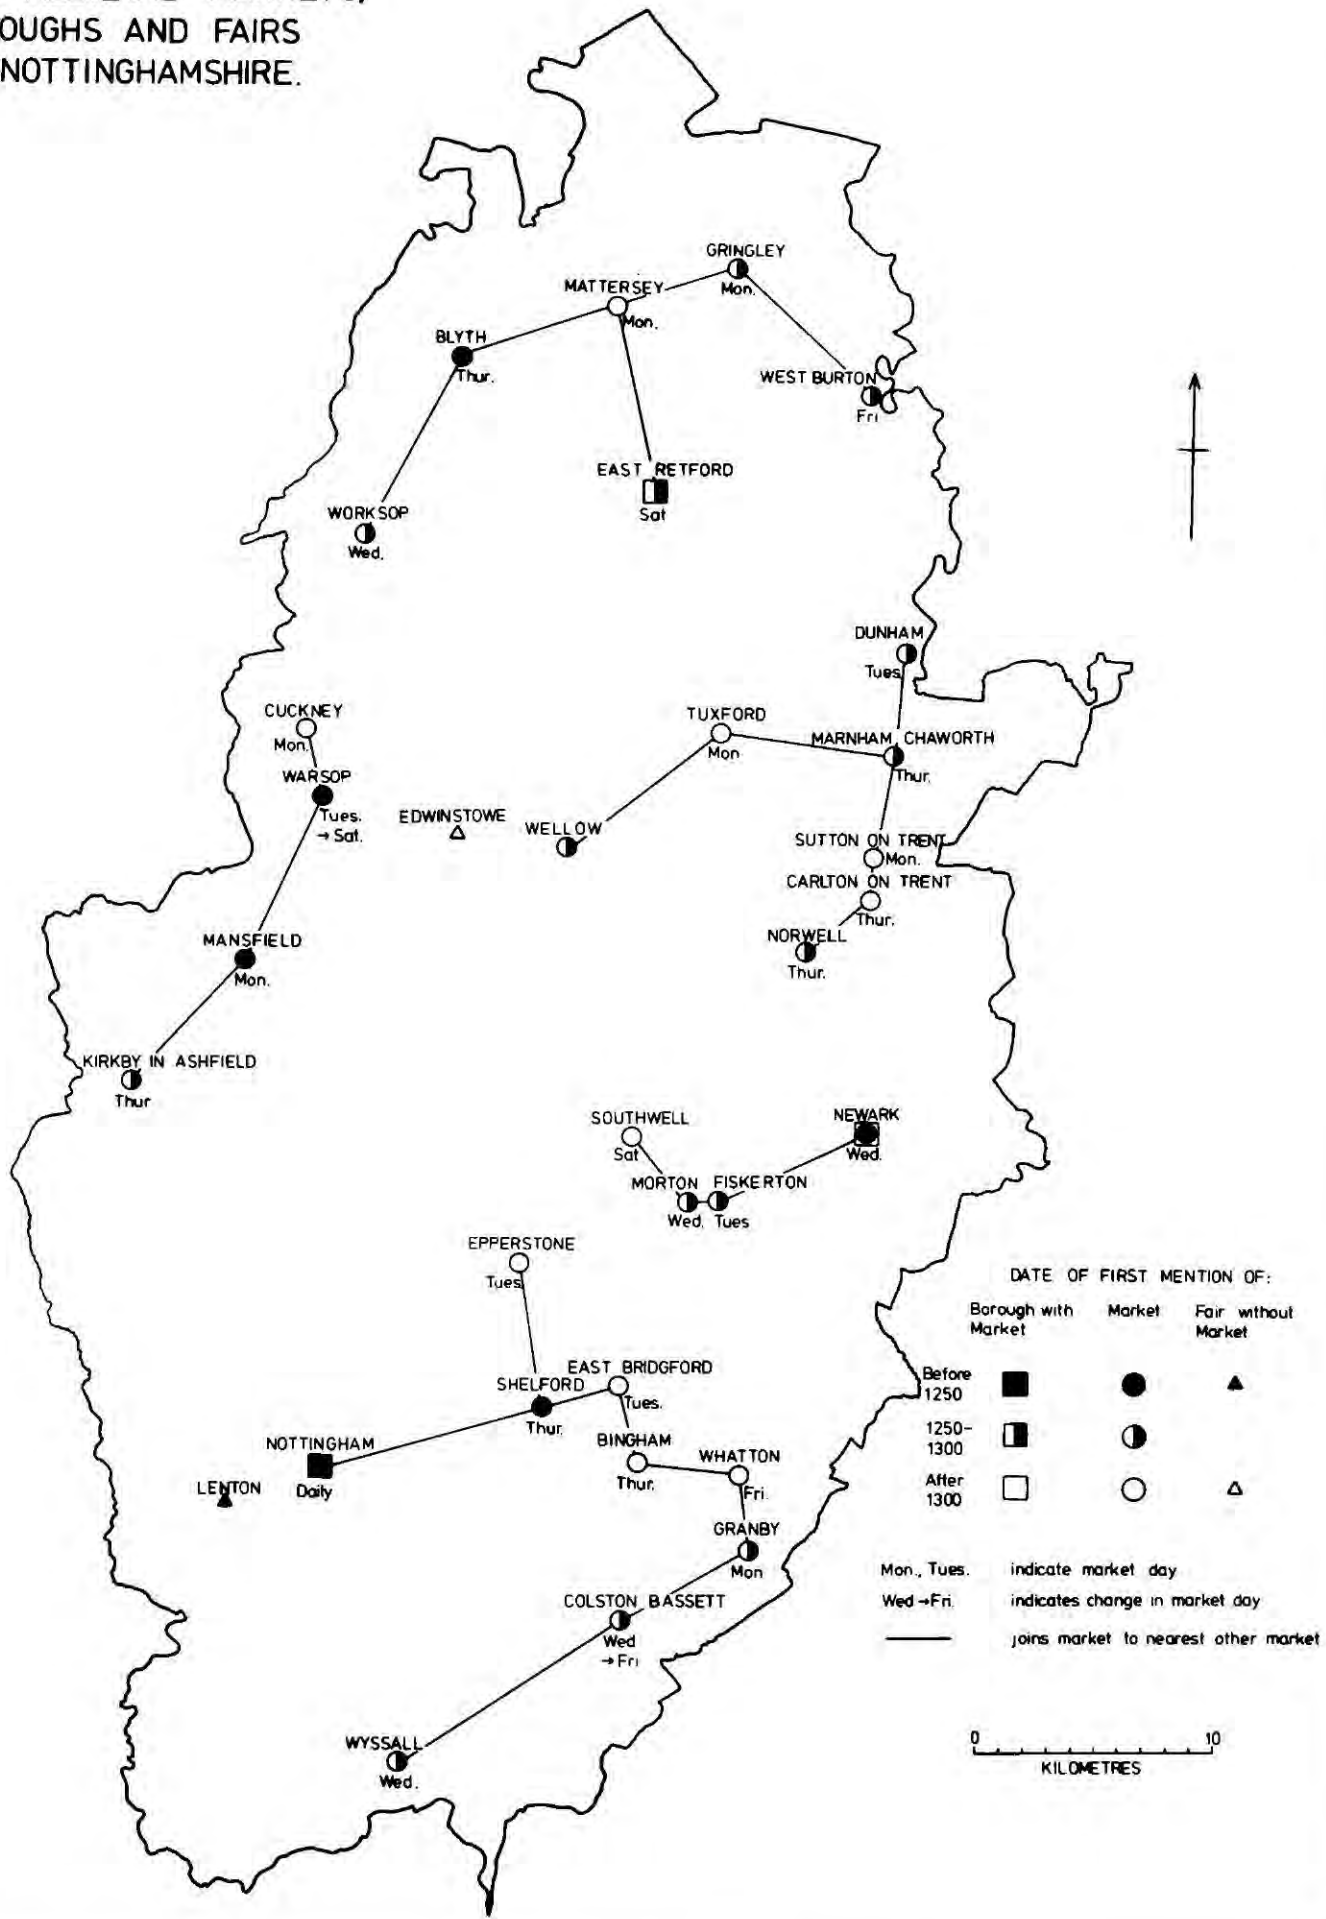 OUGHS AND FAIRS
NOTTINGHAMSHIRE.
GRINGLEY
Mon.
MATTERSEY
Mon.
BLYTH
Thur.
WEST BURTON
Fri
EAST RETFORD
Sat
WORKSOP
Wed.
DUNHAM
Tues
CUCKNEY
Mon.
TUXFORD
Mon
MARNHAM CHAWORTH
Thur.
WARSOP
Tues.
→ Sat.
EDWINSTOWE
WELLOW
SUTTON ON TRENT
Mon.
CARLTON ON TRENT
Thur.
NORWELL
Thur.
MANSFIELD
Mon.
KIRKBY IN ASHFIELD
Thur
SOUTHWELL
Sat
NEWARK
Wed.
MORTON FISKERTON
Wed. Tues
EPPERSTONE
Tues
EAST BRIDGFORD
Tues.
SHELFORD
Thur.
NOTTINGHAM
Daily
LENTON
BINGHAM
Thur.
WHATTON
Fri.
GRANBY
Mon
COLSTON BASSETT
Wed
→ Fri
WYSSALL
Wed.
DATE OF FIRST MENTION OF:
Borough with Market Fair without
Market Market
Before
1250
1250-
1300
After
1300
Mon., Tues. indicate market day
Wed → Fri. indicates change in market day
joins market to nearest other market
0 10
KILOMETRES